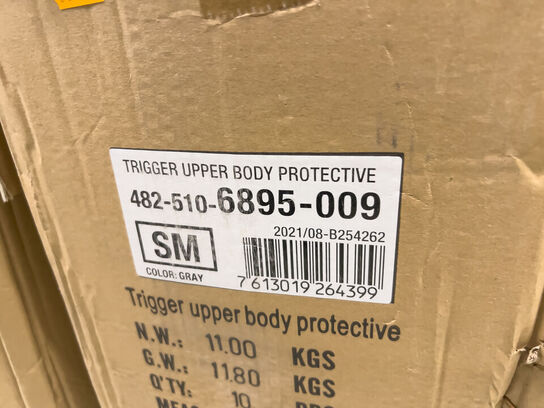 TRIGGER UPPER BODY PROTECTIVE
482-510-6895-009
2021/08-B254262
SM
COLOR: GRAY
7 613019 264399
Trigger upper body protective
N.W.: 11.00 KGS
G.W.: 11.80 KGS
Q'TY: 10